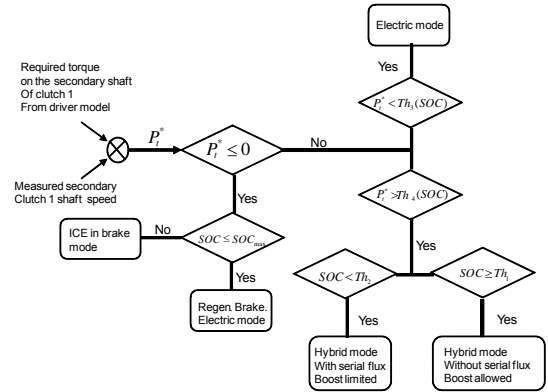 Electric mode
Required torque
on the secondary shaft
Of clutch 1
From driver model
Yes
P_t^* < Th_3(SOC)
P_t^*
P_t^* ≤ 0
No
Measured secondary
Clutch 1 shaft speed
P_t^* > Th_4(SOC)
Yes
ICE in brake
mode
No
SOC ≤ SOC_max
Yes
SOC < Th_2
SOC ≥ Th_1
Yes
Regen. Brake.
Electric mode
Yes
Yes
Hybrid mode
With serial flux
Boost limited
Hybrid mode
Without serial flux
Boost allowed